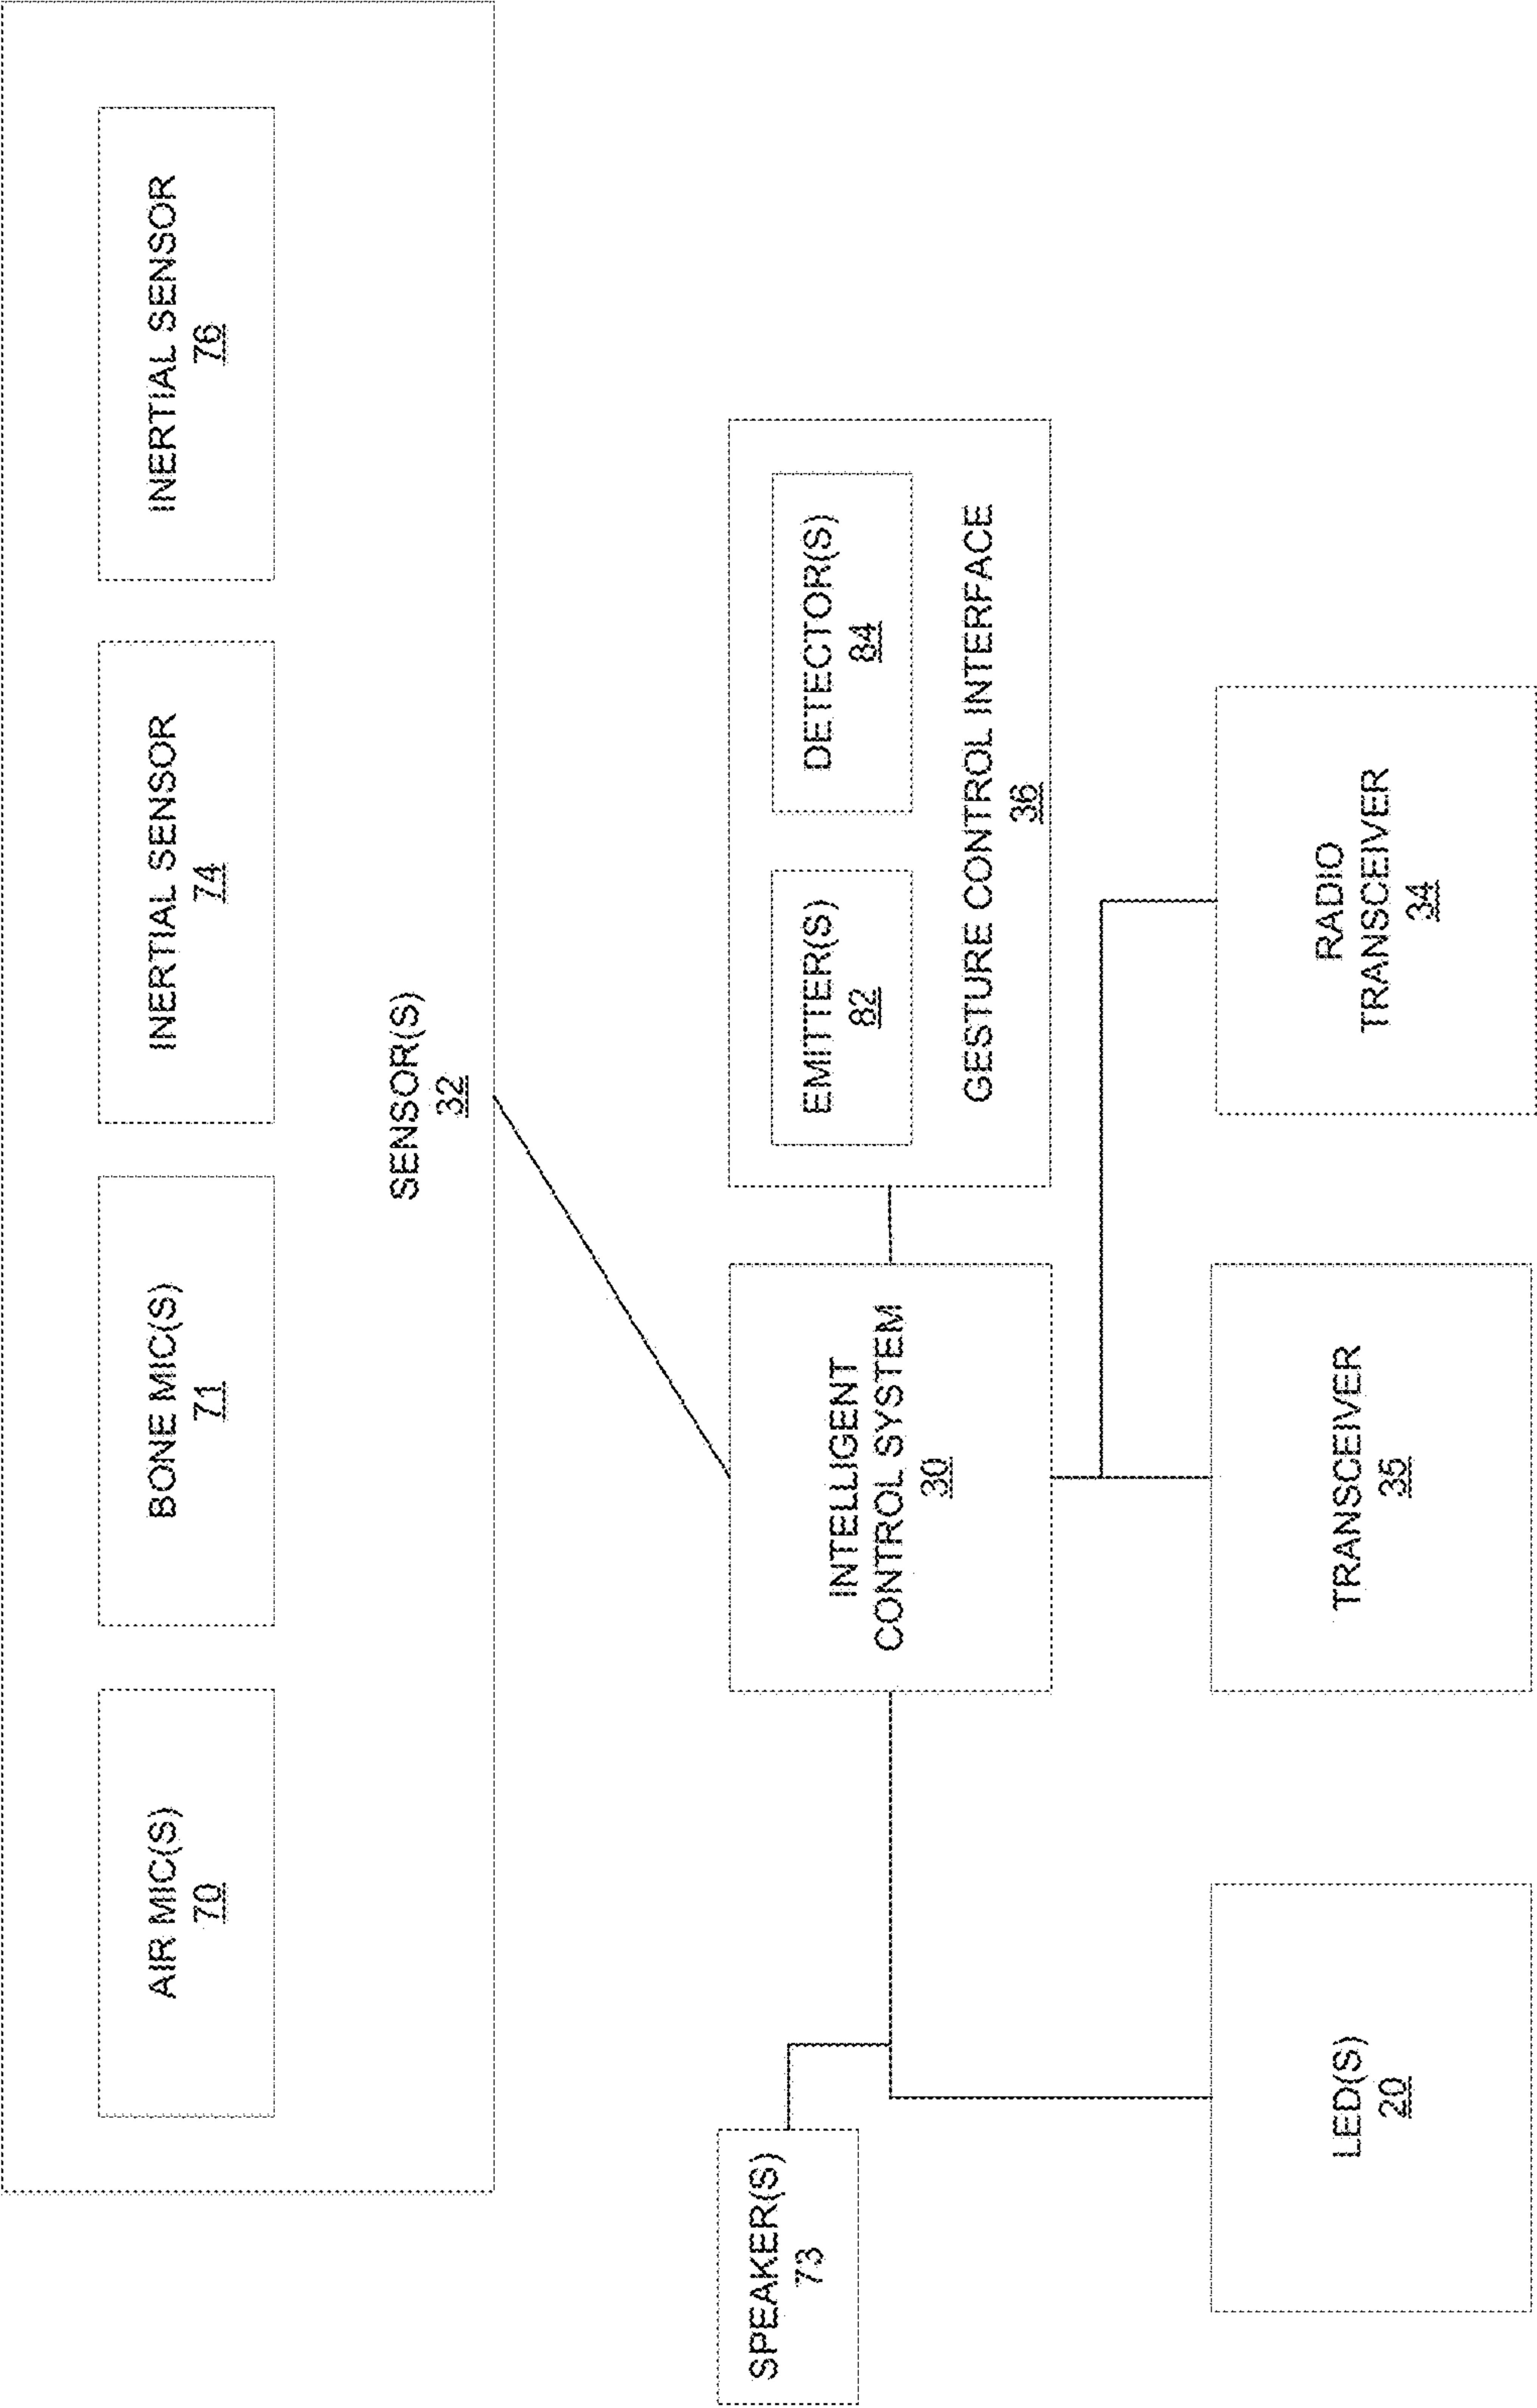 AIR MIC(S)
70
BONE MIC(S)
71
INERTIAL SENSOR
74
INERTIAL SENSOR
76
SENSOR(S)
32
SPEAKER(S)
73
INTELLIGENT
CONTROL SYSTEM
30
EMITTER(S)
82
DETECTOR(S)
84
GESTURE CONTROL INTERFACE
36
LED(S)
20
TRANSCEIVER
35
RADIO
TRANSCEIVER
34